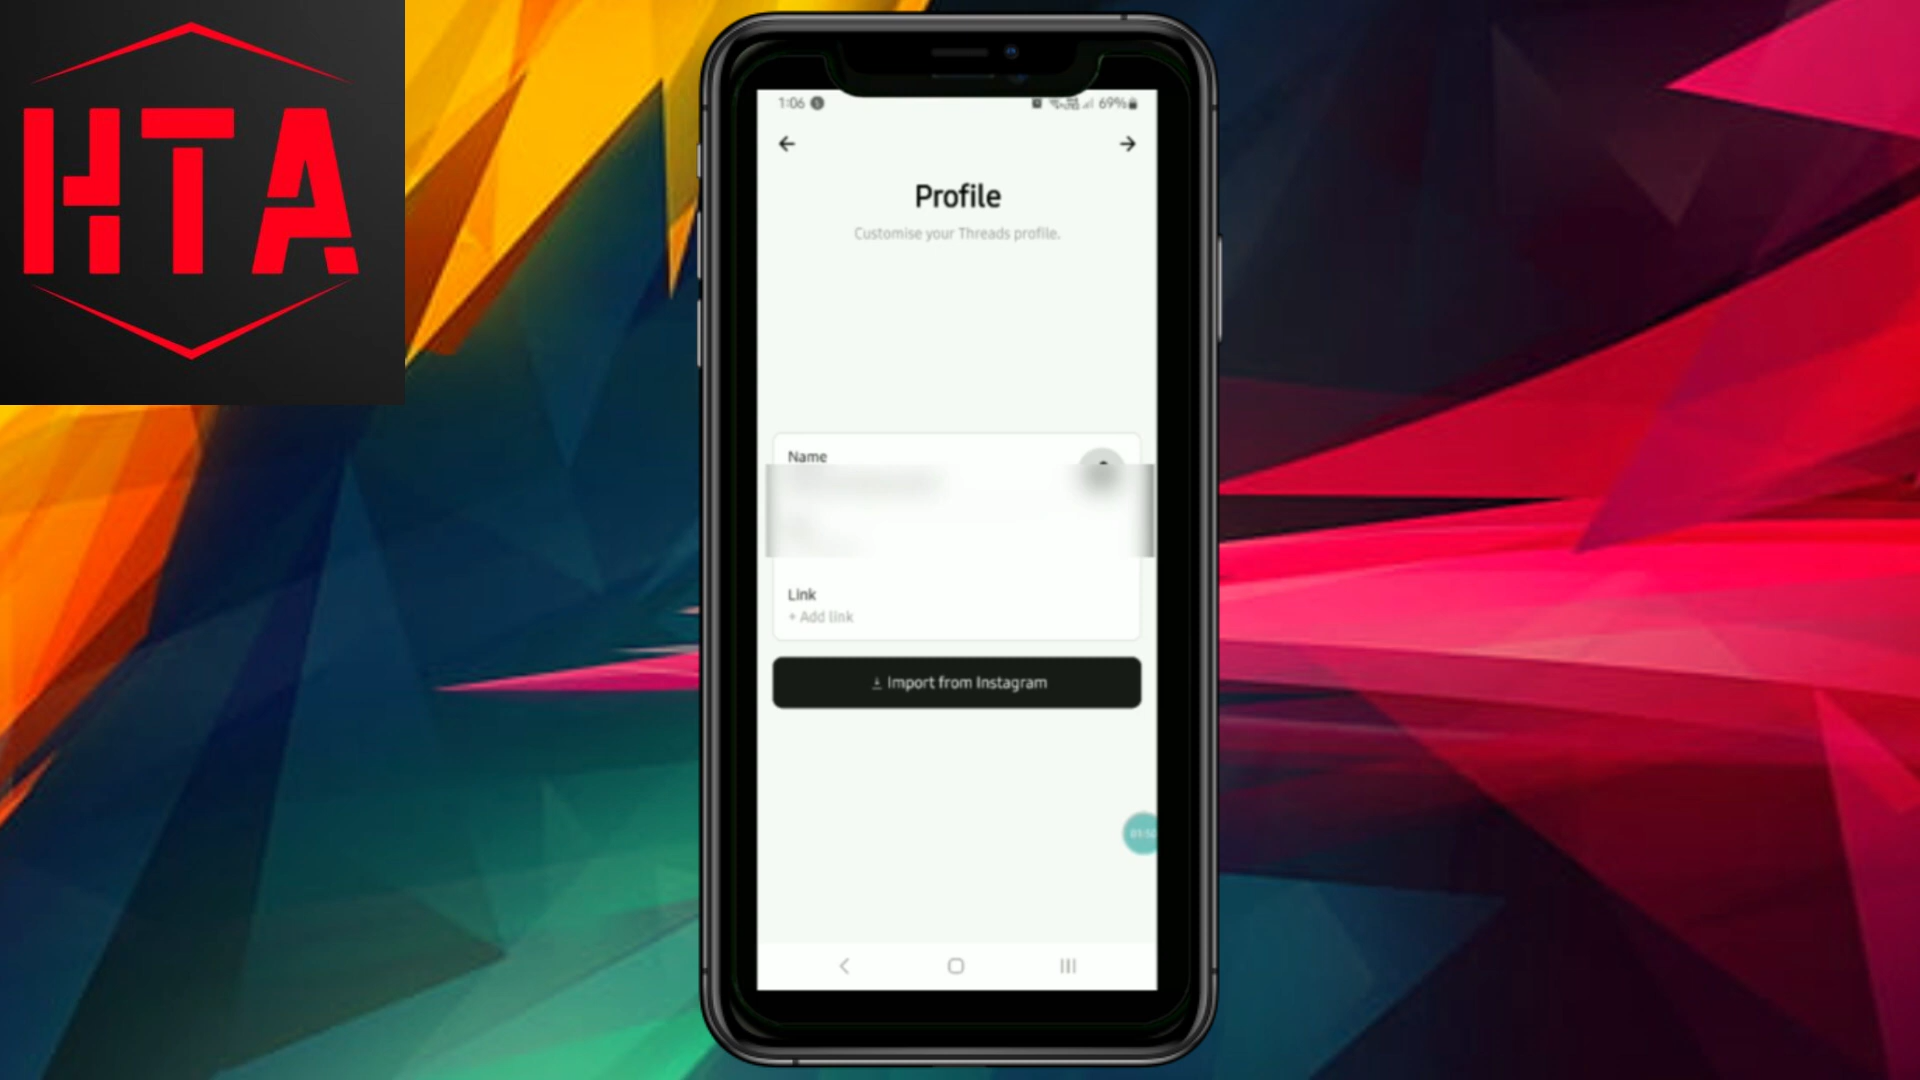 HTA
1:06
69%
Profile
Customise your Threads profile.
Name
Link
+ Add link
Import from Instagram